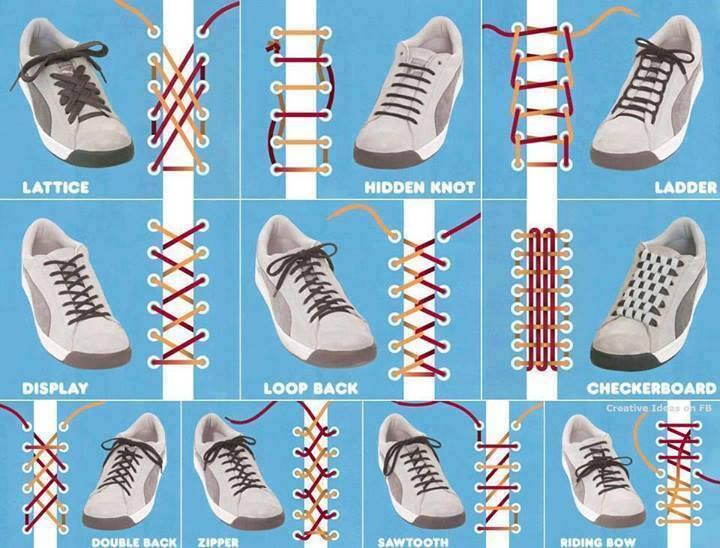 LATTICE
HIDDEN KNOT
LADDER
DISPLAY
LOOP BACK
CHECKERBOARD
Creative Ideas on FB
DOUBLE BACK
ZIPPER
SAWTOOTH
RIDING BOW